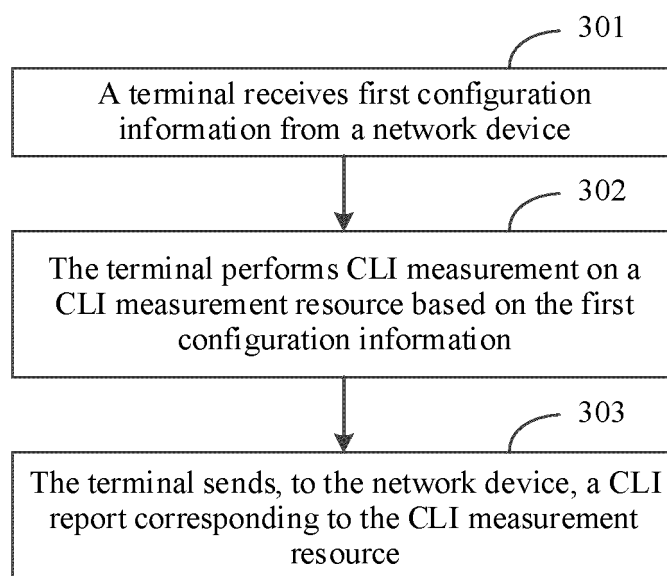 301
A terminal receives first configuration
information from a network device
302
The terminal performs CLI measurement on a
CLI measurement resource based on the first
configuration information
303
The terminal sends, to the network device, a CLI
report corresponding to the CLI measurement
resource